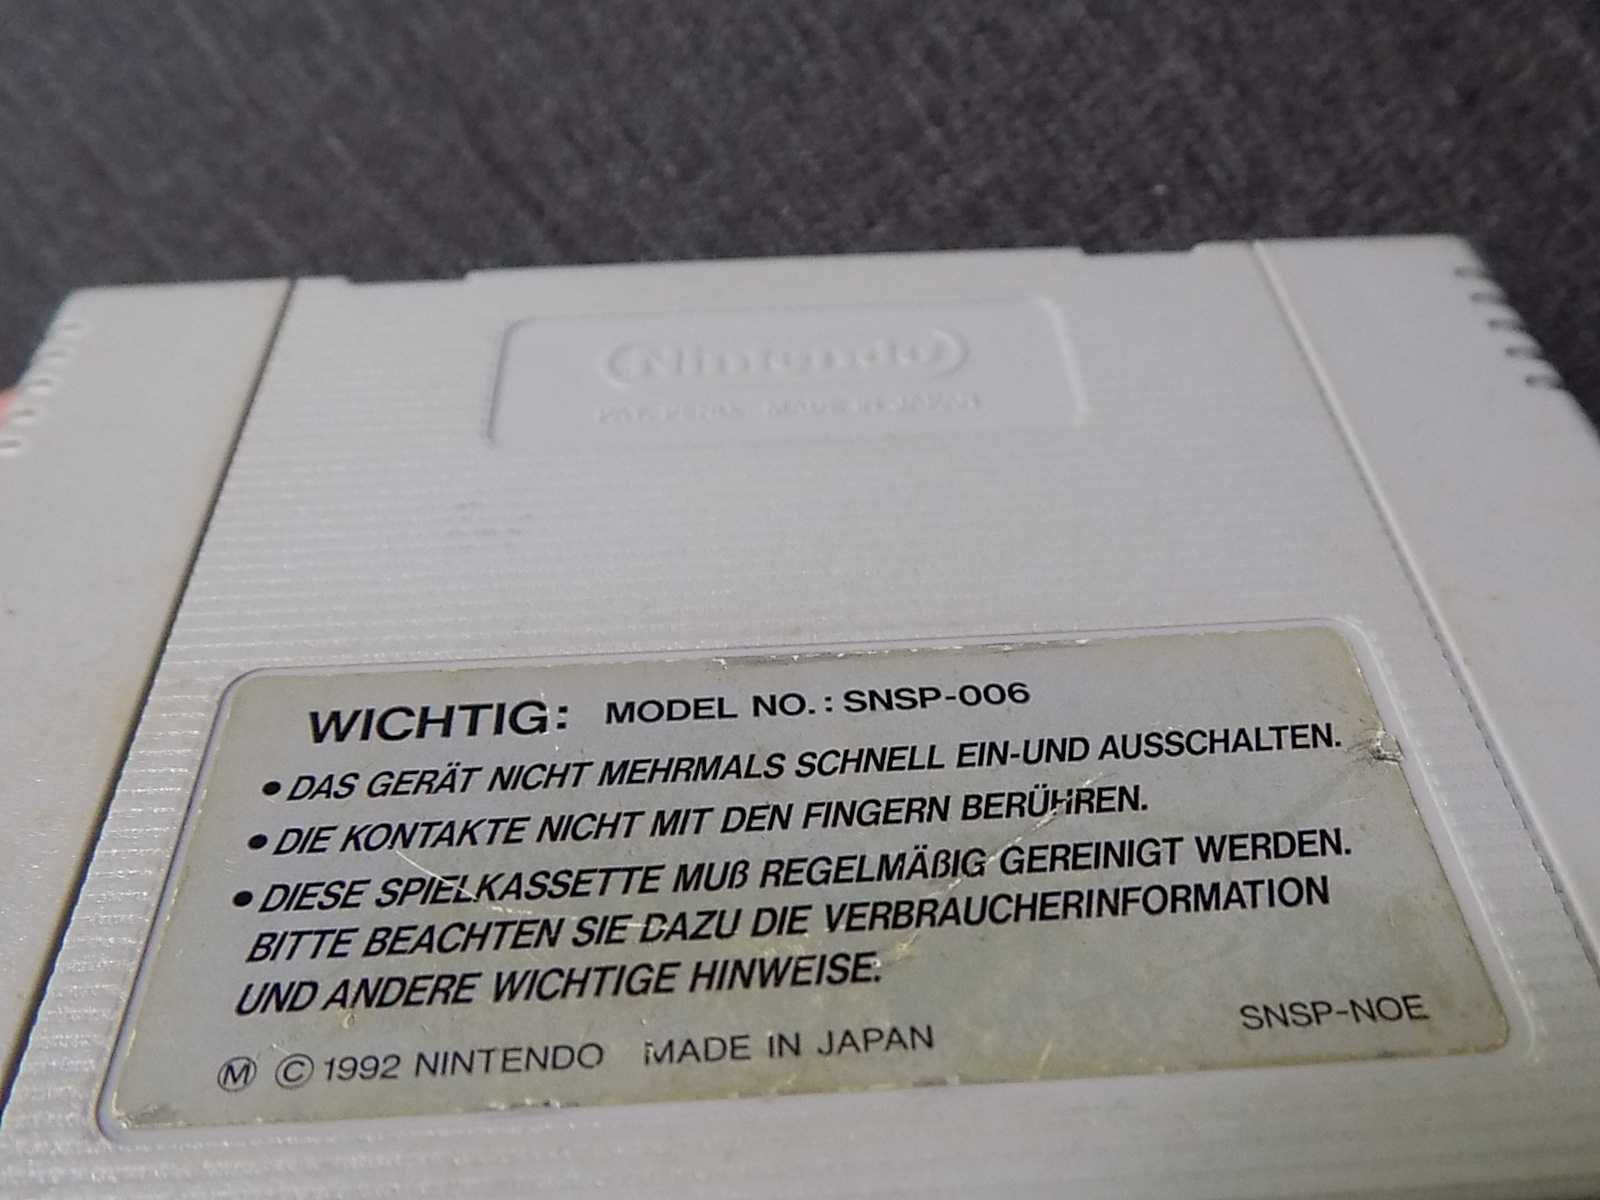 Nintendo
PAT. PEND. MADE IN JAPAN
WICHTIG: MODEL NO.: SNSP-006
• DAS GERÄT NICHT MEHRMALS SCHNELL EIN-UND AUSSCHALTEN.
• DIE KONTAKTE NICHT MIT DEN FINGERN BERÜHREN.
• DIESE SPIELKASSETTE MUß REGELMÄßIG GEREINIGT WERDEN.
BITTE BEACHTEN SIE DAZU DIE VERBRAUCHERINFORMATION
UND ANDERE WICHTIGE HINWEISE.
Ⓜ © 1992 NINTENDO MADE IN JAPAN SNSP-NOE